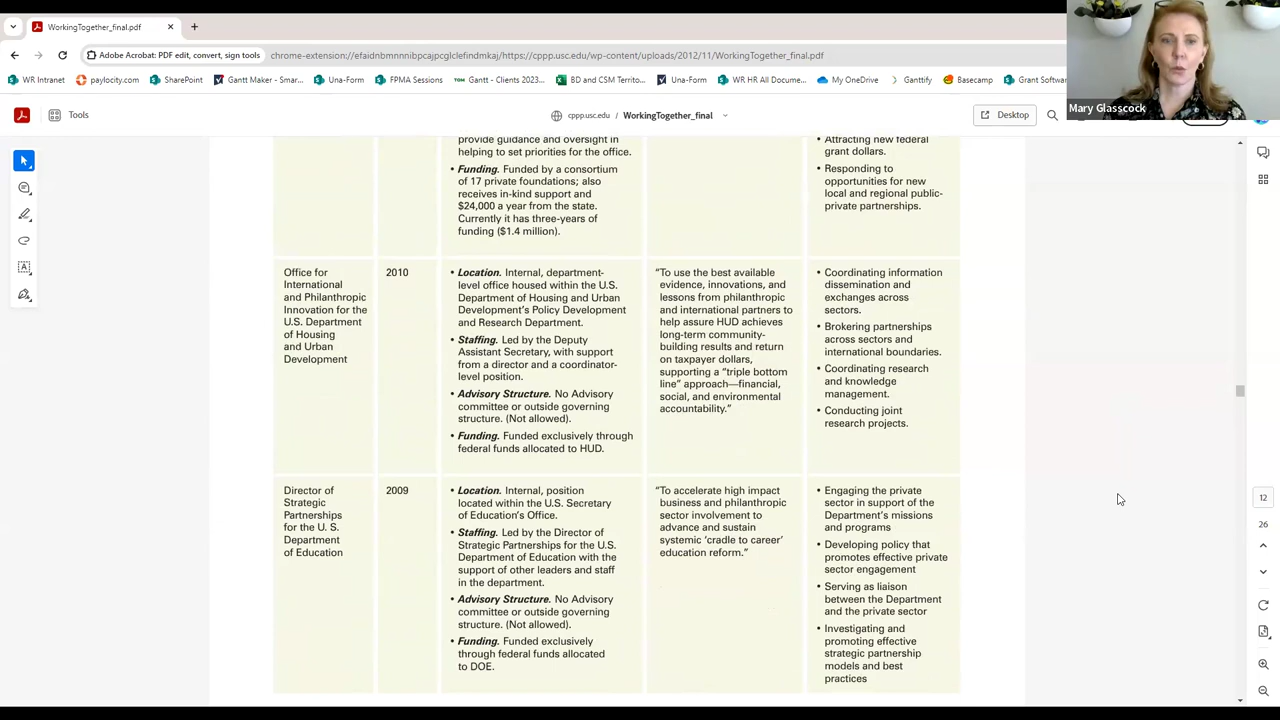 WorkingTogether_final.pdf
Adobe Acrobat: PDF edit, convert, sign tools
chrome-extension://efaidnbmnnnibpcajpcglclefindmkaj/https://cppp.usc.edu/wp-content/uploads/2012/11/WorkingTogether_final.pdf
WR Intranet
paylocity.com
SharePoint
Gantt Maker - Smar...
Una-Form
FPMA Sessions
Gantt - Clients 2023...
BD and CSM Territo...
Una-Form
WR HR All Docume...
My OneDrive
Ganttify
Basecamp
Grant Softwar
Mary Glasscock
Tools
cppp.usc.edu / WorkingTogether_final
Desktop
provide guidance and oversight in
helping to set priorities for the office.
• Funding. Funded by a consortium
of 17 private foundations; also
receives in-kind support and
$24,000 a year from the state.
Currently it has three-years of
funding ($1.4 million).
Attracting new federal
grant dollars.
• Responding to
opportunities for new
local and regional public-
private partnerships.
Office for
International
and Philanthropic
Innovation for the
U.S. Department
of Housing
and Urban
Development
2010
• Location. Internal, department-
level office housed within the U.S.
Department of Housing and Urban
Development's Policy Development
and Research Department.
• Staffing. Led by the Deputy
Assistant Secretary, with support
from a director and a coordinator-
level position.
• Advisory Structure. No Advisory
committee or outside governing
structure. (Not allowed).
• Funding. Funded exclusively through
federal funds allocated to HUD.
"To use the best available
evidence, innovations, and
lessons from philanthropic
and international partners to
help assure HUD achieves
long-term community-
building results and return
on taxpayer dollars,
supporting a "triple bottom
line" approach—financial,
social, and environmental
accountability."
• Coordinating information
dissemination and
exchanges across
sectors.
• Brokering partnerships
across sectors and
international boundaries.
• Coordinating research
and knowledge
management.
• Conducting joint
research projects.
Director of
Strategic
Partnerships
for the U. S.
Department
of Education
2009
• Location. Internal, position
located within the U.S. Secretary
of Education's Office.
• Staffing. Led by the Director of
Strategic Partnerships for the U.S.
Department of Education with the
support of other leaders and staff
in the department.
• Advisory Structure. No Advisory
committee or outside governing
structure. (Not allowed).
• Funding. Funded exclusively
through federal funds allocated
to DOE.
"To accelerate high impact
business and philanthropic
sector involvement to
advance and sustain
systemic 'cradle to career'
education reform."
• Engaging the private
sector in support of the
Department's missions
and programs
• Developing policy that
promotes effective private
sector engagement
• Serving as liaison
between the Department
and the private sector
• Investigating and
promoting effective
strategic partnership
models and best
practices
12
26